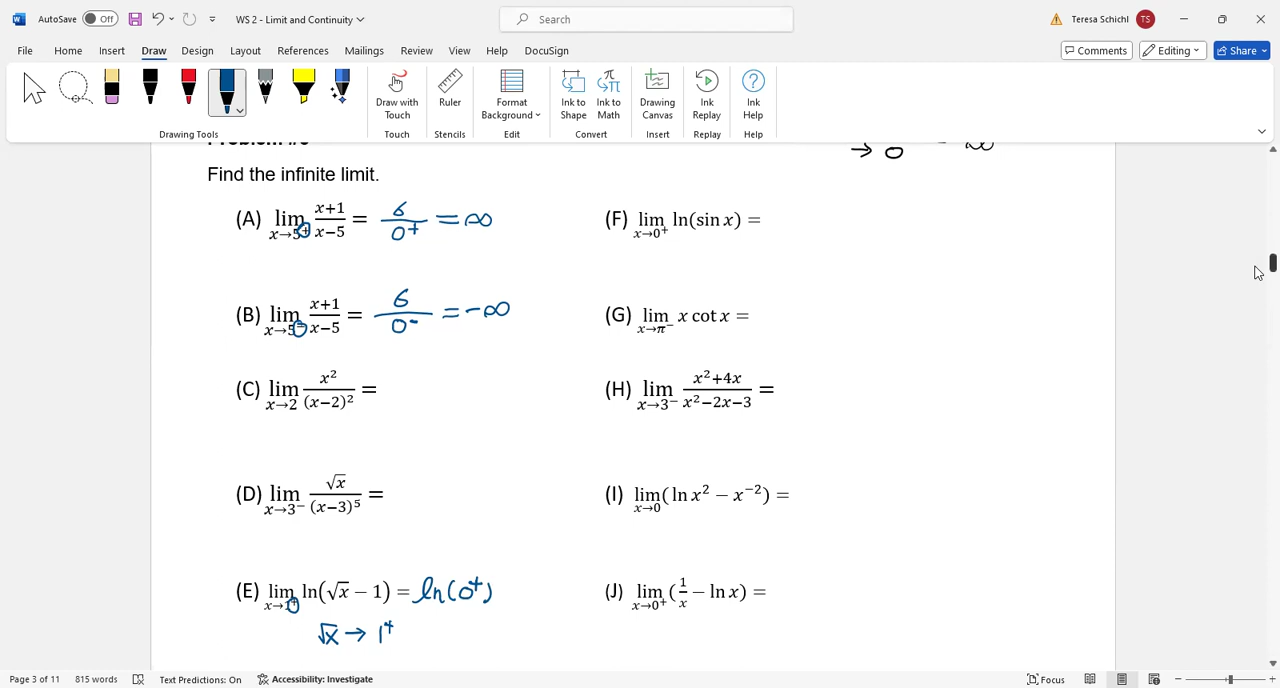 AutoSave Off WS 2 - Limit and Continuity Search Teresa Schichl TS
File Home Insert Draw Design Layout References Mailings Review View Help DocuSign Comments Editing Share
Draw with Touch Ruler Format Background Ink to Shape Ink to Math Drawing Canvas Ink Replay Ink Help
Drawing Tools Touch Stencils Edit Convert Insert Replay Help
→ 0 ∞
Find the infinite limit.
(A) lim x→5⁺ (x+1)/(x−5) = 6/0⁺ = ∞
(B) lim x→5⁻ (x+1)/(x−5) = 6/0⁻ = −∞
(C) lim x→2 x²/(x−2)² =
(D) lim x→3⁻ √x/(x−3)⁵ =
(E) lim x→1⁺ ln(√x − 1) = ln(0⁺)
√x → 1⁺
(F) lim x→0⁺ ln(sin x) =
(G) lim x→π⁻ x cot x =
(H) lim x→3⁻ (x²+4x)/(x²−2x−3) =
(I) lim x→0 (ln x² − x⁻²) =
(J) lim x→0⁺ (1/x − ln x) =
Page 3 of 11 815 words Text Predictions: On Accessibility: Investigate Focus